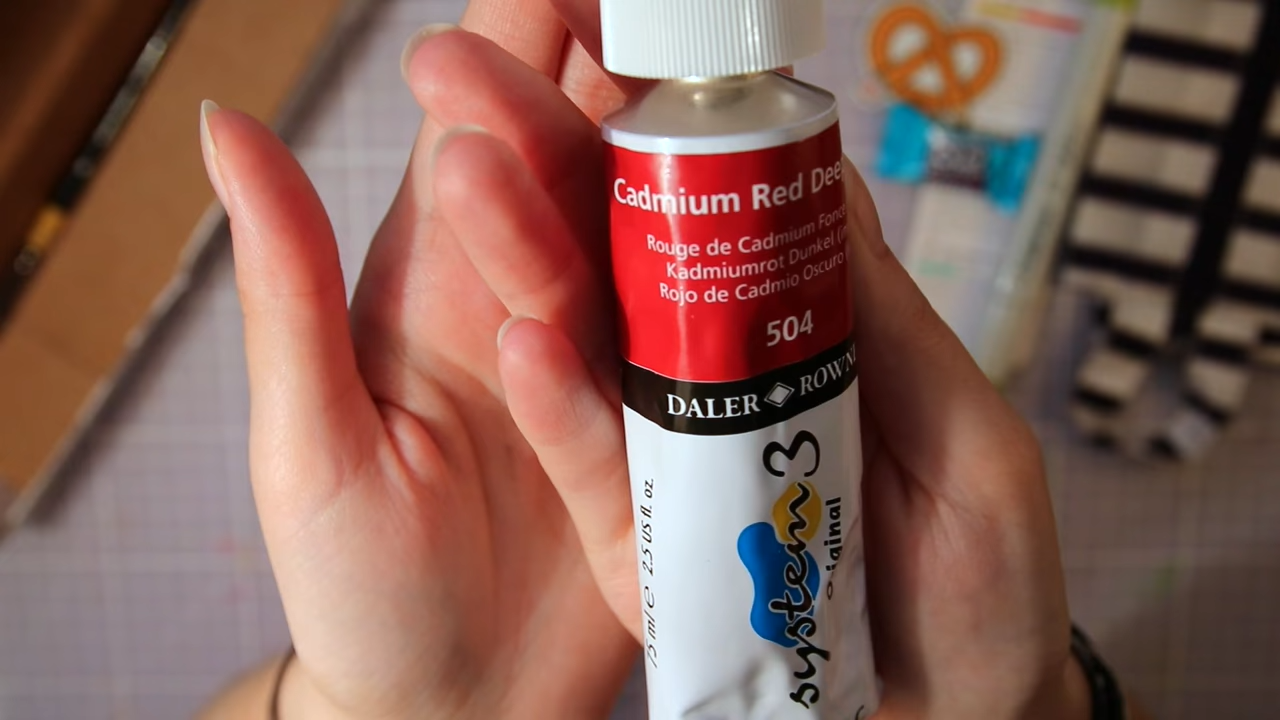 Cadmium Red Dee
Rouge de Cadmium Fonc
Kadmiumrot Dunkel (
Rojo de Cadmio Oscuro
504
DALER ROWN
system 3
Original
75 ml e 2.5 US fl. oz.